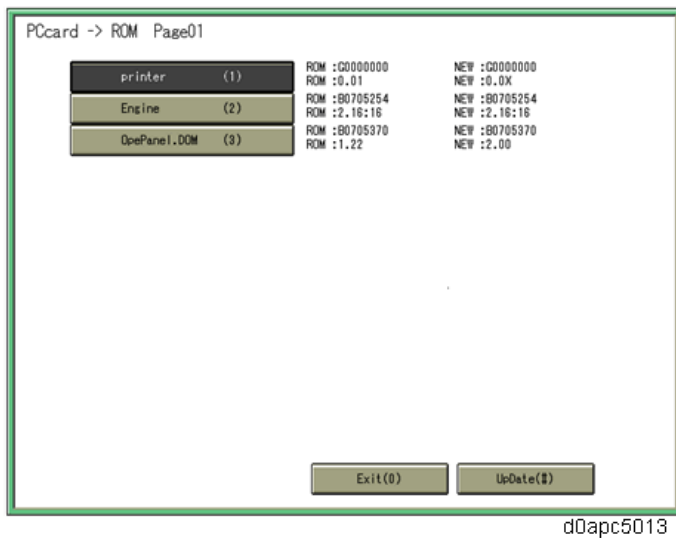 PCcard -> ROM Page01
printer (1) ROM :G0000000 NEW :G0000000
ROM :0.01 NEW :0.0X
Engine (2) ROM :B0705254 NEW :B0705254
ROM :2.16:16 NEW :2.16:16
OpePanel.DOM (3) ROM :B0705370 NEW :B0705370
ROM :1.22 NEW :2.00
Exit(0) UpDate(#)
d0apc5013